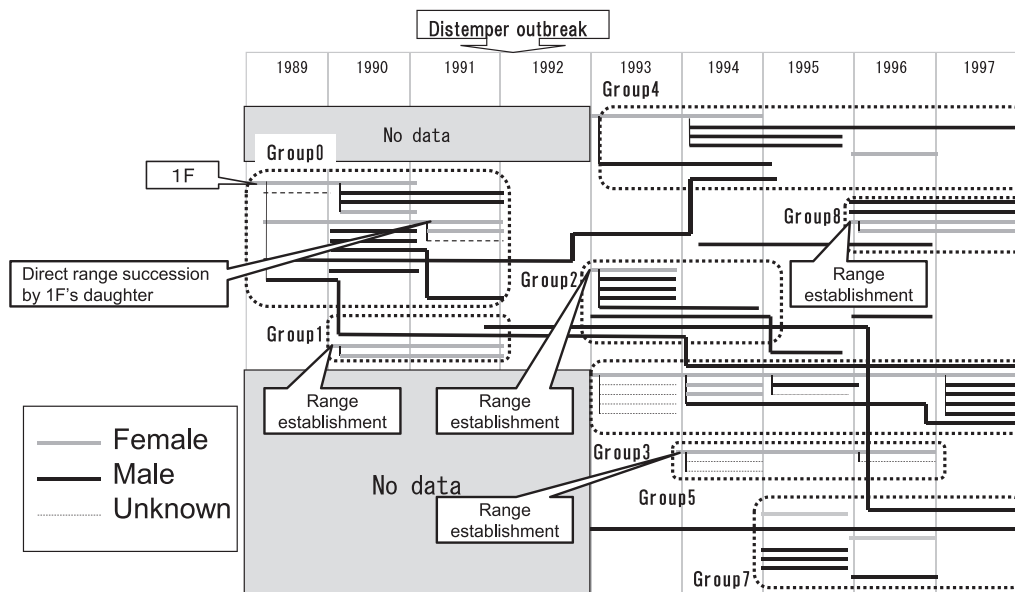 Distemper outbreak
1989 1990 1991 1992 1993 1994 1995 1996 1997
Group4
No data
Group0
1F
Group8
Direct range succession
by 1F's daughter
Group2
Range
establishment
Group1
Range
establishment
Range
establishment
Female
Male
Unknown
Group3
No data
Group5
Range
establishment
Group7